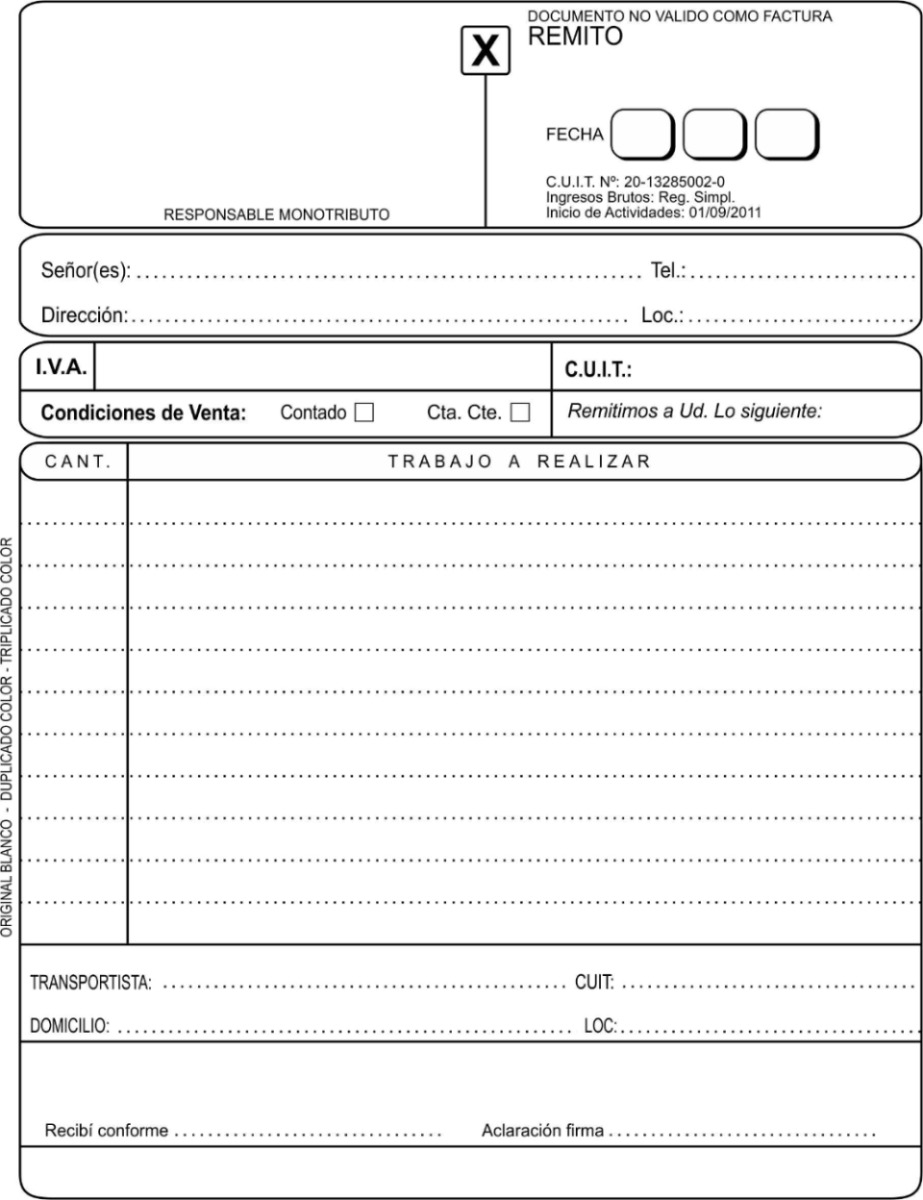 DOCUMENTO NO VALIDO COMO FACTURA
X REMITO
FECHA
C.U.I.T. Nº: 20-13285002-0
Ingresos Brutos: Reg. Simpl.
RESPONSABLE MONOTRIBUTO Inicio de Actividades: 01/09/2011
Señor(es): Tel.:
Dirección: Loc.:
I.V.A. C.U.I.T.:
Condiciones de Venta: Contado Cta. Cte. Remitimos a Ud. Lo siguiente:
CANT. TRABAJO A REALIZAR
ORIGINAL BLANCO - DUPLICADO COLOR - TRIPLICADO COLOR
TRANSPORTISTA: CUIT:
DOMICILIO: LOC:
Recibí conforme Aclaración firma